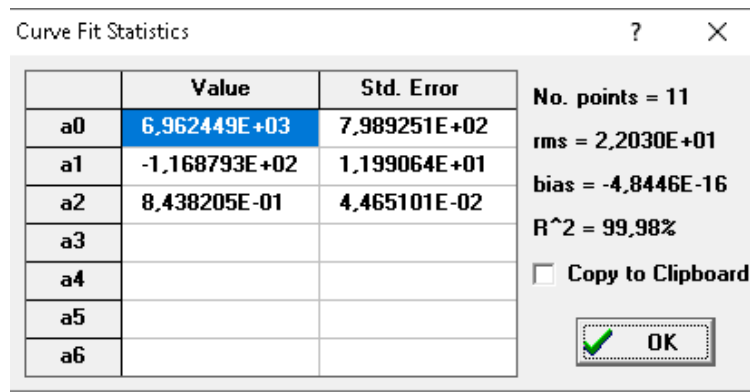 Curve Fit Statistics ?
Value Std. Error
a0 6,962449E+03 7,989251E+02
a1 -1,168793E+02 1,199064E+01
a2 8,438205E-01 4,465101E-02
a3
a4
a5
a6
No. points = 11
rms = 2,2030E+01
bias = -4,8446E-16
R^2 = 99,98%
Copy to Clipboard
OK